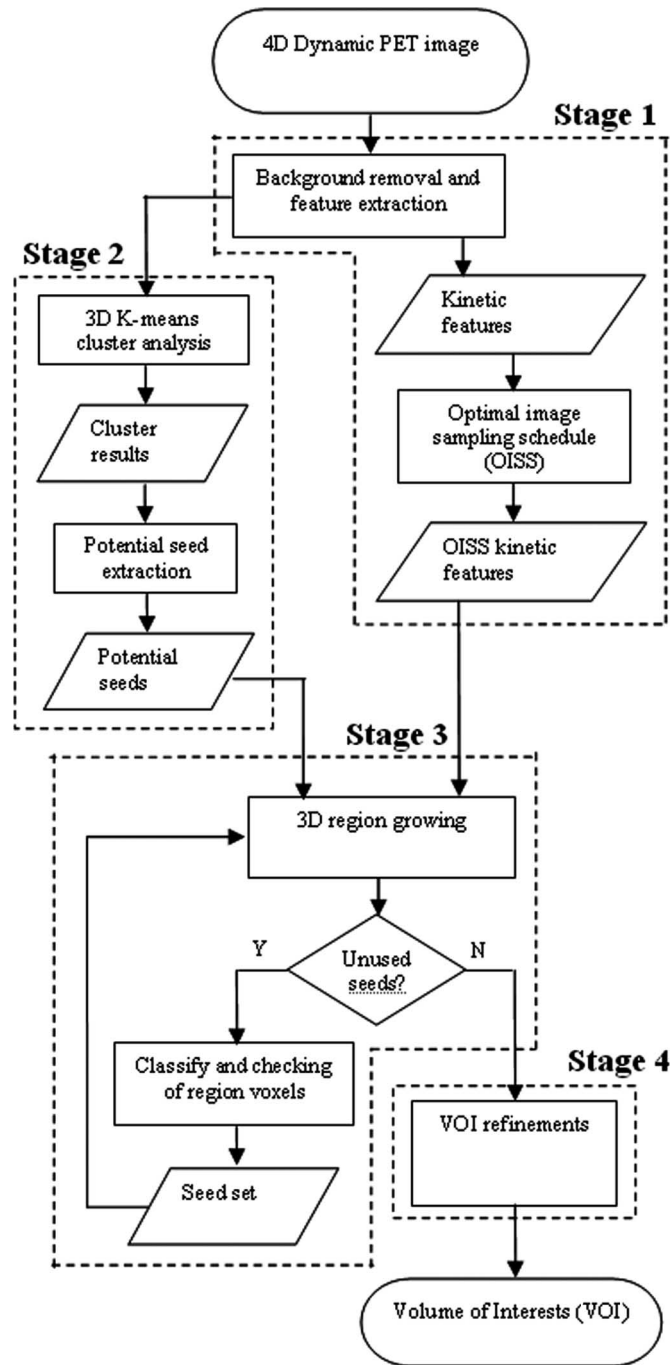 4D Dynamic PET image
Stage 1
Background removal and
feature extraction
Stage 2
Kinetic
features
3D K-means
cluster analysis
Optimal image
sampling schedule
(OISS)
Cluster
results
Potential seed
extraction
OISS kinetic
features
Potential
seeds
Stage 3
3D region growing
Y
N
Unused
seeds?
Classify and checking
of region voxels
Stage 4
VOI refinements
Seed set
Volume of Interests (VOI)